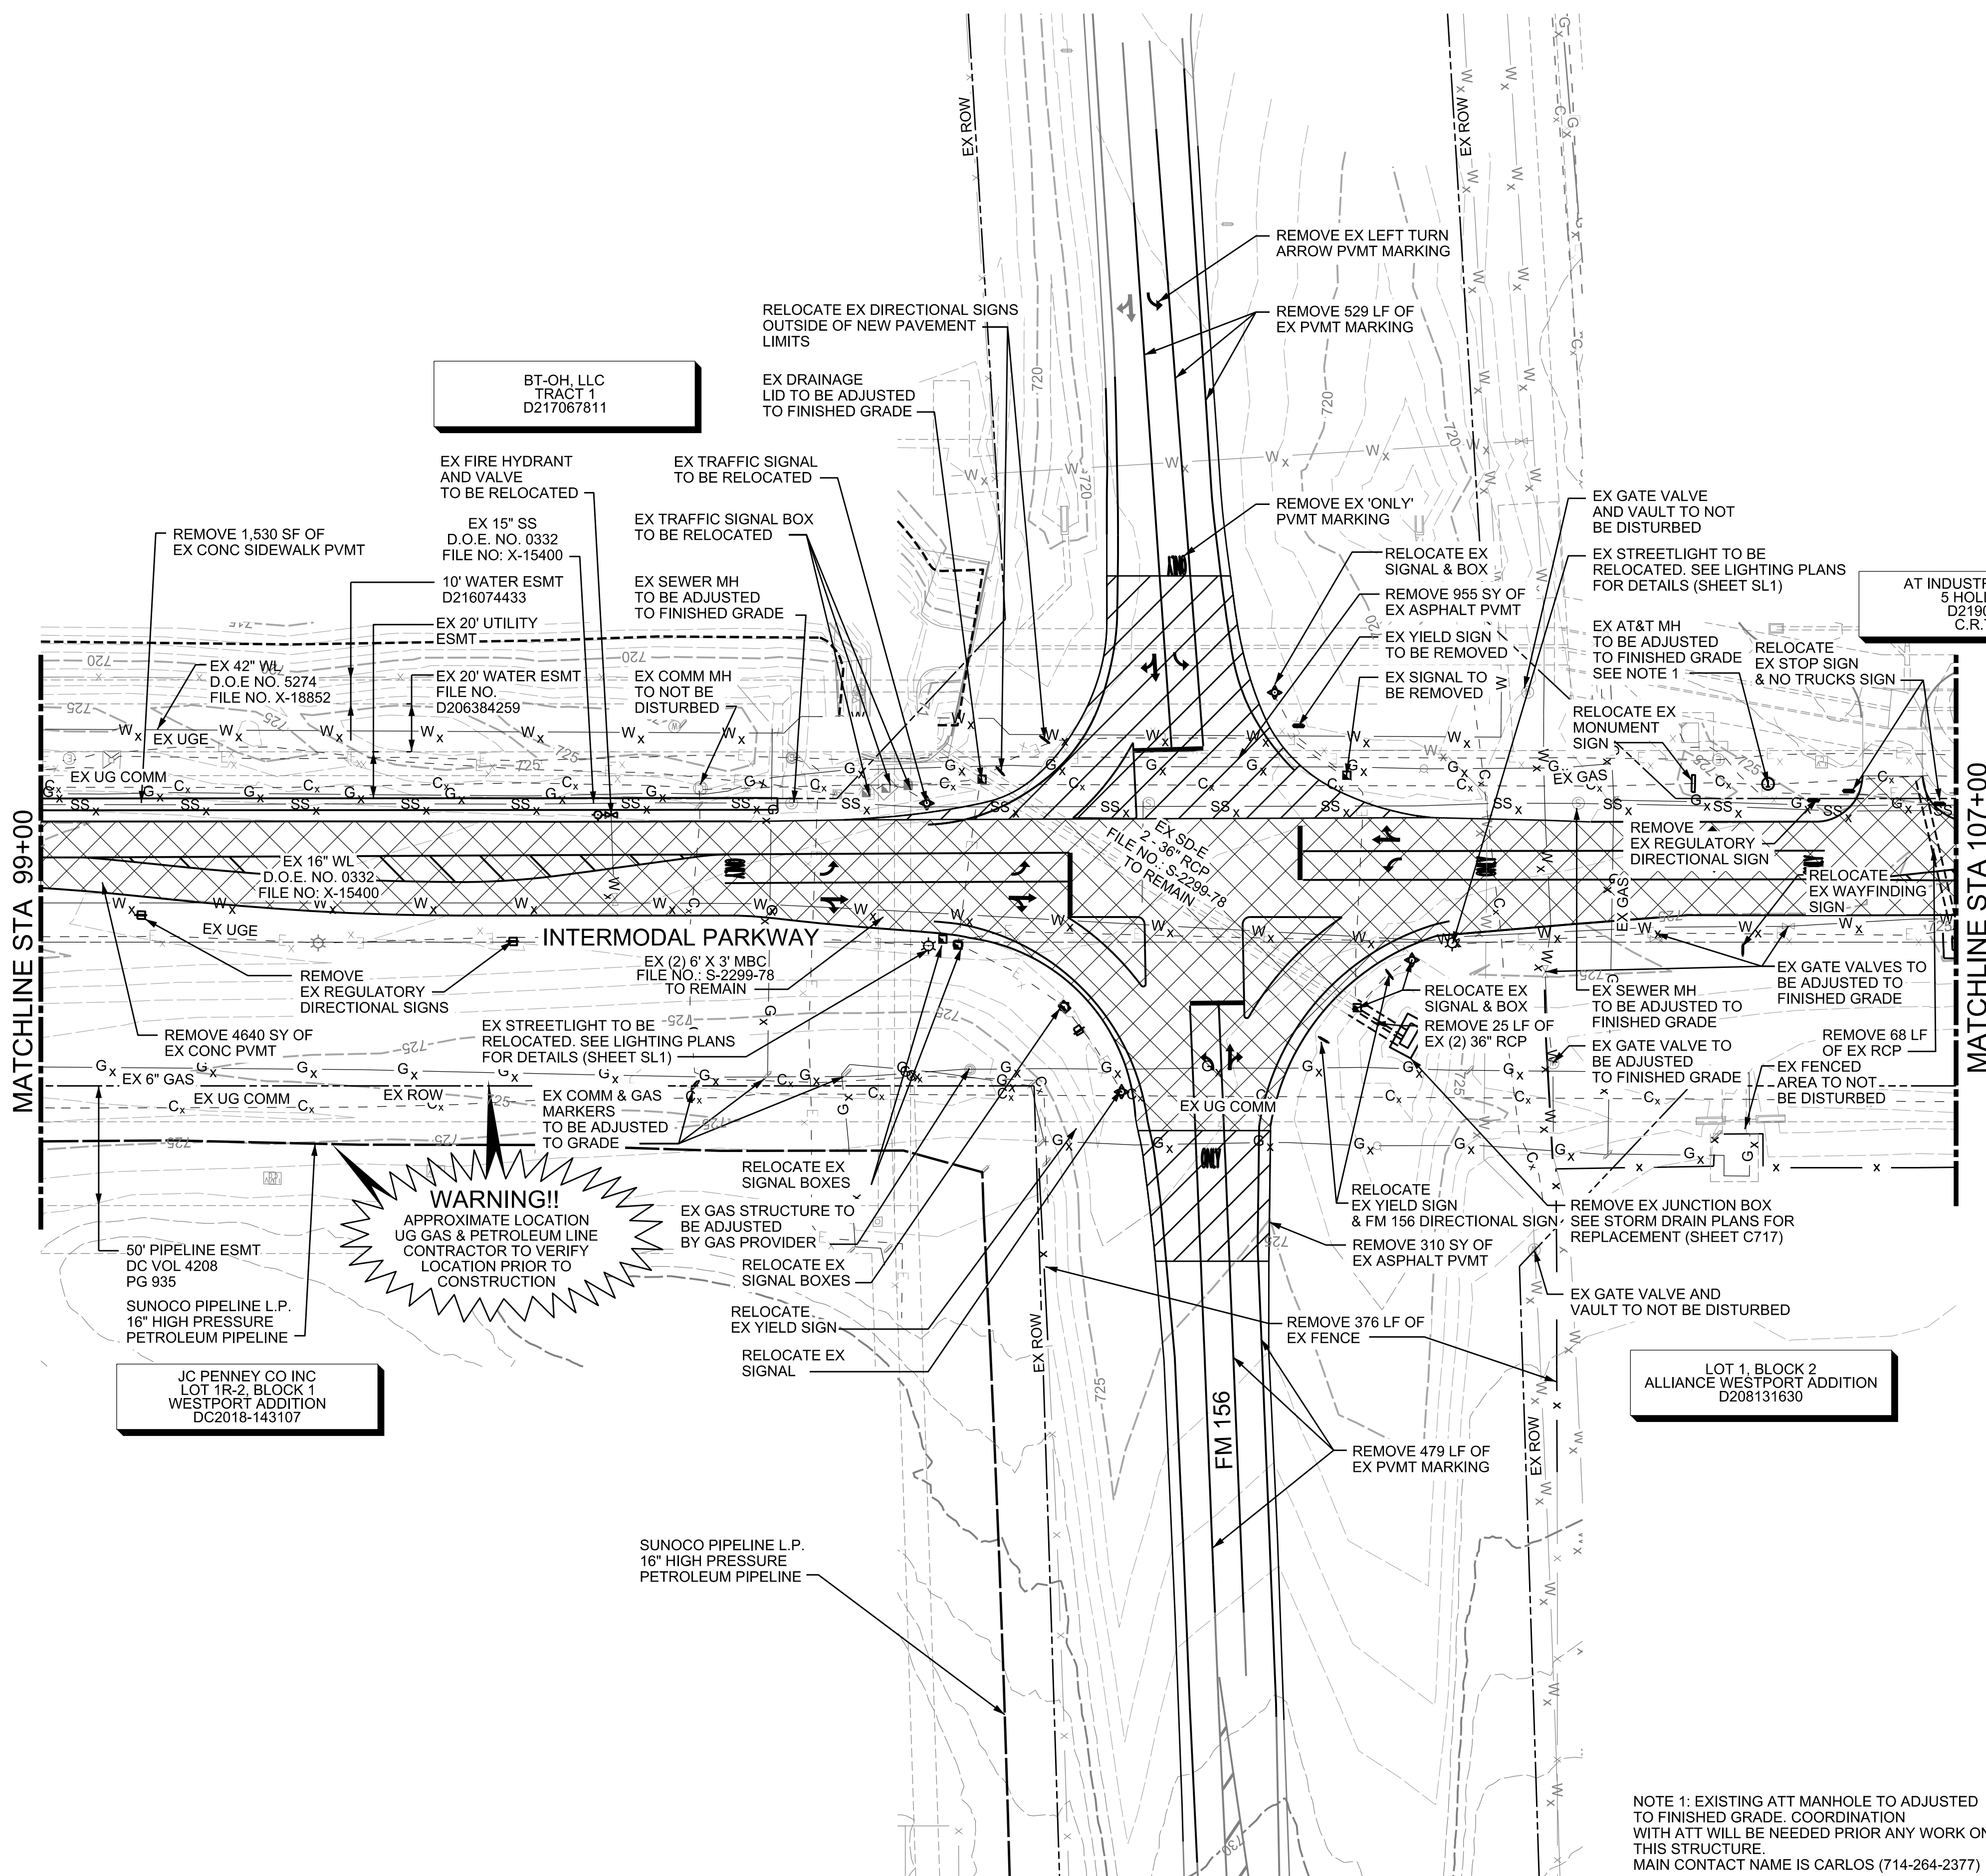 EX ROW
EX ROW
REMOVE EX LEFT TURN
ARROW PVMT MARKING
REMOVE 529 LF OF
EX PVMT MARKING
RELOCATE EX DIRECTIONAL SIGNS
OUTSIDE OF NEW PAVEMENT
LIMITS
EX DRAINAGE
LID TO BE ADJUSTED
TO FINISHED GRADE
BT-OH, LLC
TRACT 1
D217067811
EX FIRE HYDRANT
AND VALVE
TO BE RELOCATED
EX TRAFFIC SIGNAL
TO BE RELOCATED
EX TRAFFIC SIGNAL BOX
TO BE RELOCATED
EX SEWER MH
TO BE ADJUSTED
TO FINISHED GRADE
EX COMM MH
TO NOT BE
DISTURBED
REMOVE 1,530 SF OF
EX CONC SIDEWALK PVMT
EX 15" SS
D.O.E. NO. 0332
FILE NO: X-15400
10' WATER ESMT
D216074433
EX 20' UTILITY
ESMT
EX 42" WL
D.O.E NO. 5274
FILE NO. X-18852
EX 20' WATER ESMT
FILE NO.
D206384259
REMOVE EX 'ONLY'
PVMT MARKING
RELOCATE EX
SIGNAL & BOX
REMOVE 955 SY OF
EX ASPHALT PVMT
EX YIELD SIGN
TO BE REMOVED
EX SIGNAL TO
BE REMOVED
EX GATE VALVE
AND VAULT TO NOT
BE DISTURBED
EX STREETLIGHT TO BE
RELOCATED. SEE LIGHTING PLANS
FOR DETAILS (SHEET SL1)
EX AT&T MH
TO BE ADJUSTED
TO FINISHED GRADE
SEE NOTE 1
RELOCATE
EX STOP SIGN
& NO TRUCKS SIGN
AT INDUSTR
5 HOLD
D2190
C.R.T
RELOCATE EX
MONUMENT
SIGN
EX UGE
EX UG COMM
EX GAS
MATCHLINE STA 99+00
MATCHLINE STA 107+00
EX 16" WL
D.O.E. NO. 0332
FILE NO: X-15400
EX SD-E
2 - 36" RCP
FILE NO.: S-2299-78
TO REMAIN
REMOVE
EX REGULATORY
DIRECTIONAL SIGN
RELOCATE
EX WAYFINDING
SIGN
EX GAS
EX UGE
INTERMODAL PARKWAY
EX (2) 6' X 3' MBC
FILE NO.: S-2299-78
TO REMAIN
REMOVE
EX REGULATORY
DIRECTIONAL SIGNS
REMOVE 4640 SY OF
EX CONC PVMT
EX STREETLIGHT TO BE
RELOCATED. SEE LIGHTING PLANS
FOR DETAILS (SHEET SL1)
RELOCATE EX
SIGNAL & BOX
REMOVE 25 LF OF
EX (2) 36" RCP
EX SEWER MH
TO BE ADJUSTED TO
FINISHED GRADE
EX GATE VALVES TO
BE ADJUSTED TO
FINISHED GRADE
EX GATE VALVE TO
BE ADJUSTED
TO FINISHED GRADE
REMOVE 68 LF
OF EX RCP
EX FENCED
AREA TO NOT
BE DISTURBED
EX 6" GAS
EX UG COMM
EX ROW
EX COMM & GAS
MARKERS
TO BE ADJUSTED
TO GRADE
EX UG COMM
ONLY
WARNING!!
APPROXIMATE LOCATION
UG GAS & PETROLEUM LINE
CONTRACTOR TO VERIFY
LOCATION PRIOR TO
CONSTRUCTION
RELOCATE EX
SIGNAL BOXES
EX GAS STRUCTURE TO
BE ADJUSTED
BY GAS PROVIDER
RELOCATE EX
SIGNAL BOXES
RELOCATE
EX YIELD SIGN
RELOCATE EX
SIGNAL
50' PIPELINE ESMT
DC VOL 4208
PG 935
SUNOCO PIPELINE L.P.
16" HIGH PRESSURE
PETROLEUM PIPELINE
RELOCATE
EX YIELD SIGN
& FM 156 DIRECTIONAL SIGN
REMOVE 310 SY OF
EX ASPHALT PVMT
REMOVE EX JUNCTION BOX
SEE STORM DRAIN PLANS FOR
REPLACEMENT (SHEET C717)
EX GATE VALVE AND
VAULT TO NOT BE DISTURBED
REMOVE 376 LF OF
EX FENCE
EX ROW
JC PENNEY CO INC
LOT 1R-2, BLOCK 1
WESTPORT ADDITION
DC2018-143107
LOT 1, BLOCK 2
ALLIANCE WESTPORT ADDITION
D208131630
FM 156
EX ROW
REMOVE 479 LF OF
EX PVMT MARKING
SUNOCO PIPELINE L.P.
16" HIGH PRESSURE
PETROLEUM PIPELINE
730
NOTE 1: EXISTING ATT MANHOLE TO ADJUSTED
TO FINISHED GRADE. COORDINATION
WITH ATT WILL BE NEEDED PRIOR ANY WORK ON
THIS STRUCTURE.
MAIN CONTACT NAME IS CARLOS (714-264-2377)